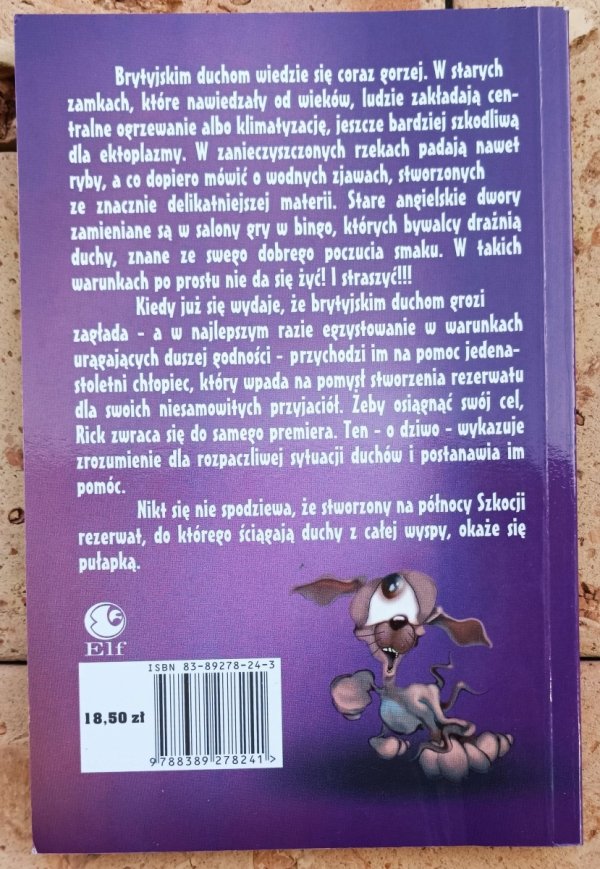 Brytyjskim duchom wiedzie się coraz gorzej. W starych
zamkach, które nawiedzały od wieków, ludzie zakładają cen-
tralne ogrzewanie albo klimatyzację, jeszcze bardziej szkodliwą
dla ektoplazmy. W zanieczyszczonych rzekach padają nawet
ryby, a co dopiero mówić o wodnych zjawach, stworzonych
ze znacznie delikatniejszej materii. Stare angielskie dwory
zamieniane są w salony gry w bingo, których bywalcy drażnią
duchy, znane ze swego dobrego poczucia smaku. W takich
warunkach po prostu nie da się żyć! I straszyć!!!
Kiedy już się wydaje, że brytyjskim duchom grozi
zagłada - a w najlepszym razie egzystowanie w warunkach
urągających duszej godności - przychodzi im na pomoc jedena-
stoletni chłopiec, który wpada na pomysł stworzenia rezerwatu
dla swoich niesamowitych przyjaciół. Żeby osiągnąć swój cel,
Rick zwraca się do samego premiera. Ten - o dziwo - wykazuje
zrozumienie dla rozpaczliwej sytuacji duchów i postanawia im
pomóc.
Nikt się nie spodziewa, że stworzony na północy Szkocji
rezerwat, do którego ściągają duchy z całej wyspy, okaże się
pułapką.
Elf
ISBN 83-89278-24-3
18,50 zł
9 788389 278241 >